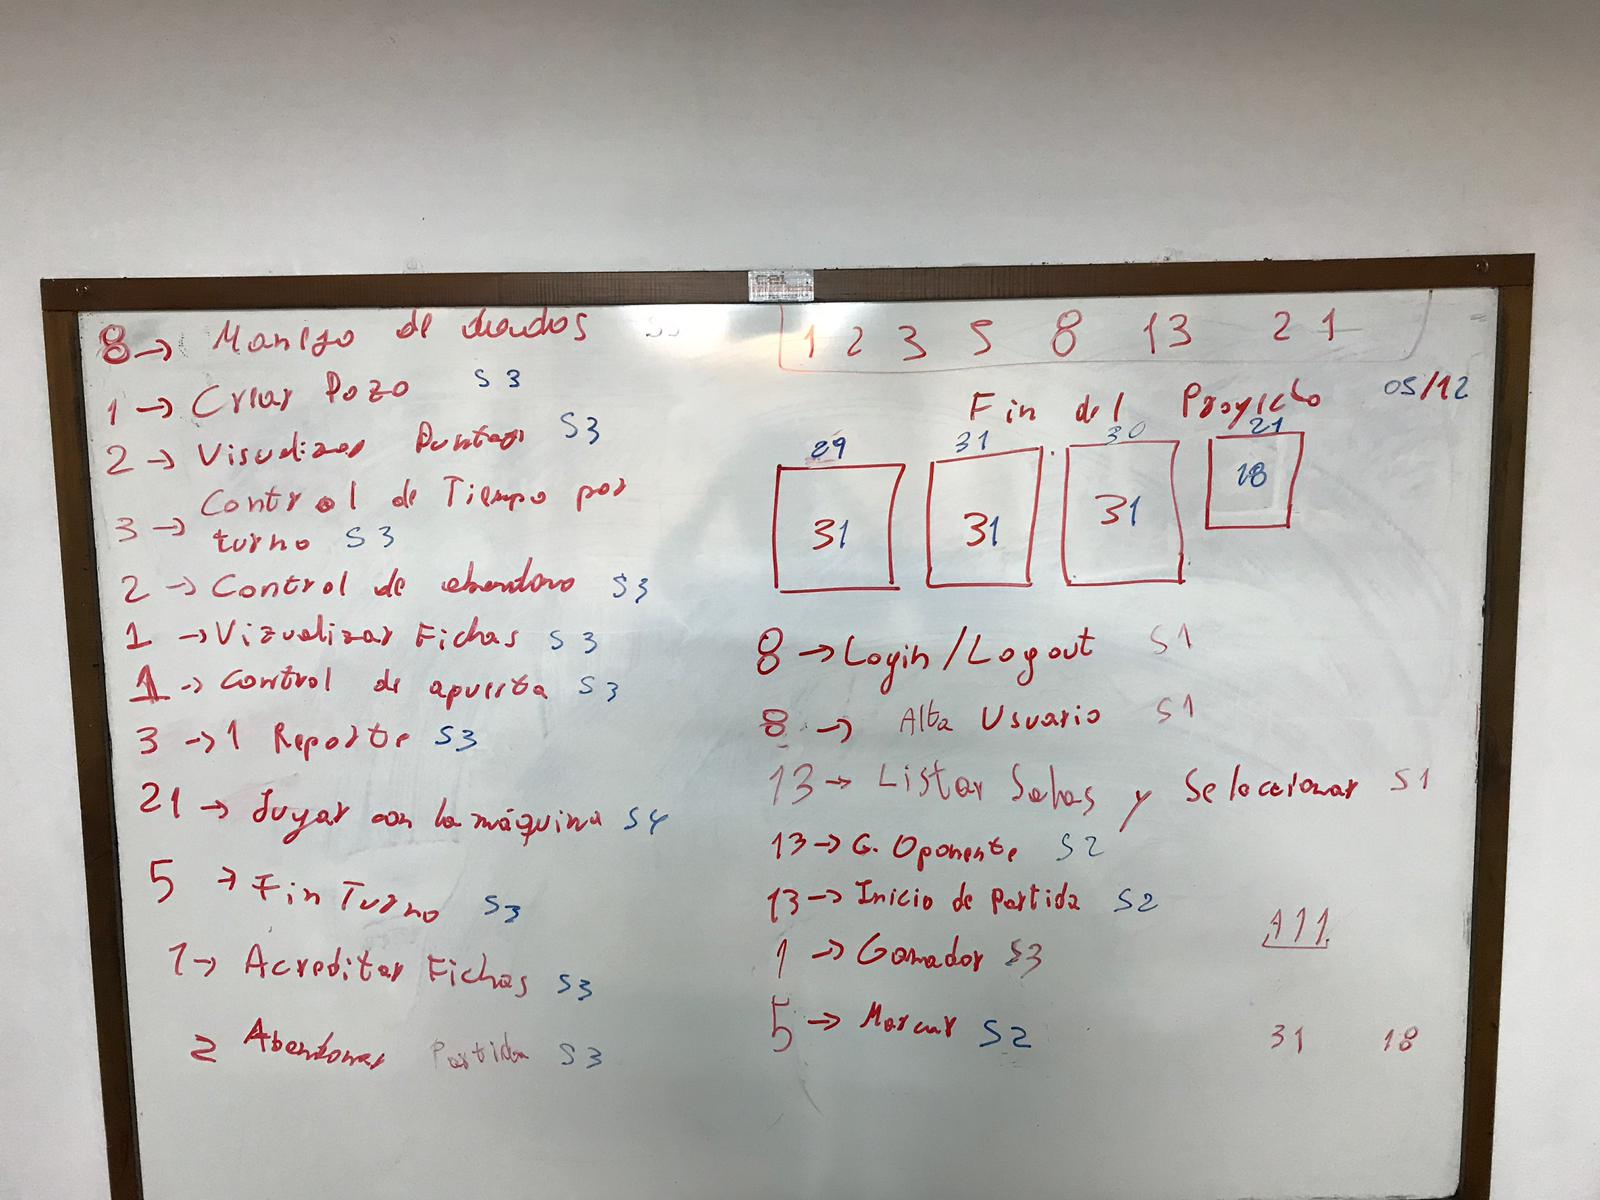 8 → Manejo de dados S3
1 → Crear Pozo S3
2 → Visualizar Puntaje S3
3 → Control de Tiempo por
turno S3
2 → Control de abandono S3
1 → Vizualizar Fichas S3
1 → Control de apuesta S3
3 → 1 Reporte S3
21 → Jugar con la máquina S4
5 → Fin Turno S3
1 → Acreditar Fichas S3
2 Abandonar Partida S3
1 2 3 5 8 13 21
Fin del Proyecto 05/12
29 31 30 21
31 31 31 18
8 → Login/Logout S1
8 → Alta Usuario S1
13 → Listar Salas y Seleccionar S1
13 → G. Oponente S2
13 → Inicio de Partida S2
1 → Ganador S3
5 → Marcar S2
111
31 18